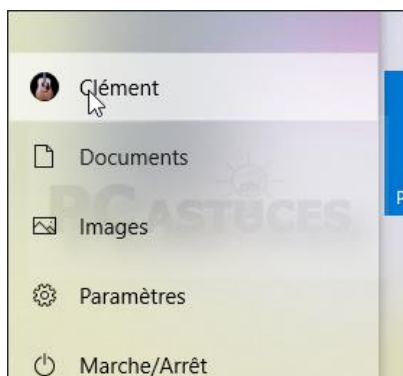 Clément
Documents
PC ASTUCES
Images
Paramètres
Marche/Arrêt
P